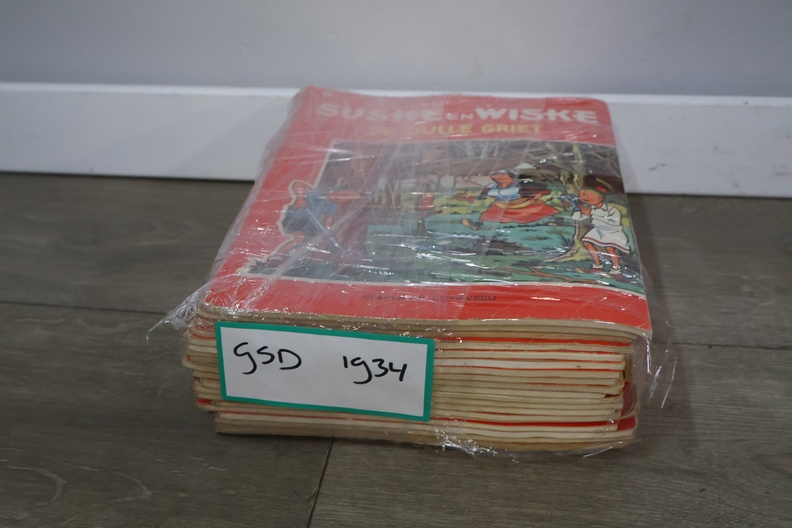 SUSKE EN WISKE
DE DULLE GRIET
GSD 1934